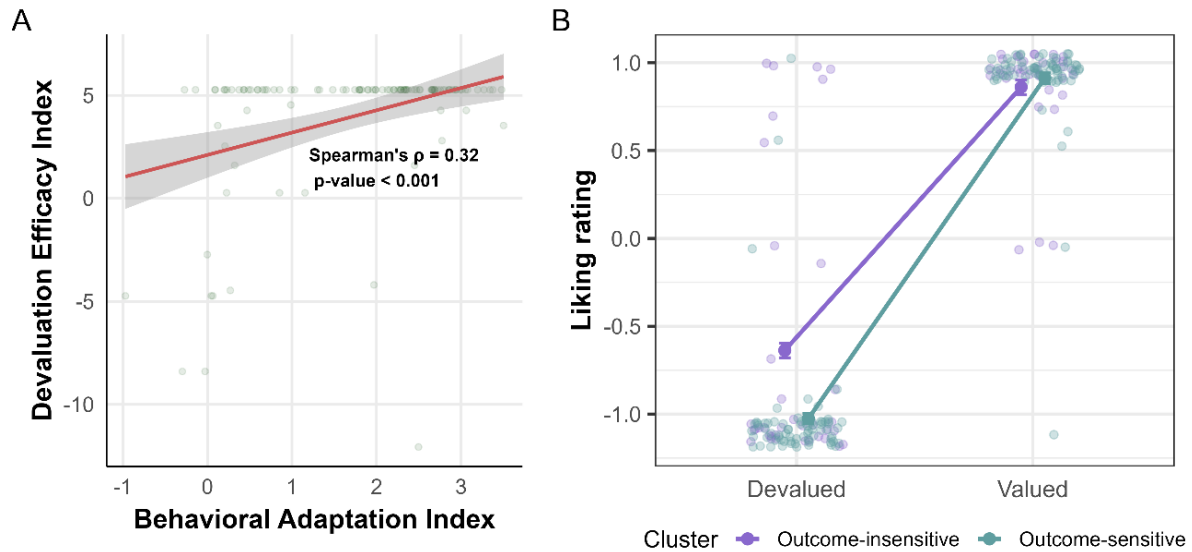 A
Devaluation Efficacy Index
5
0
-5
-10
Spearman's ρ = 0.32
p-value < 0.001
-1 0 1 2 3
Behavioral Adaptation Index
B
Liking rating
1.0
0.5
0.0
-0.5
-1.0
Devalued Valued
Cluster Outcome-insensitive Outcome-sensitive